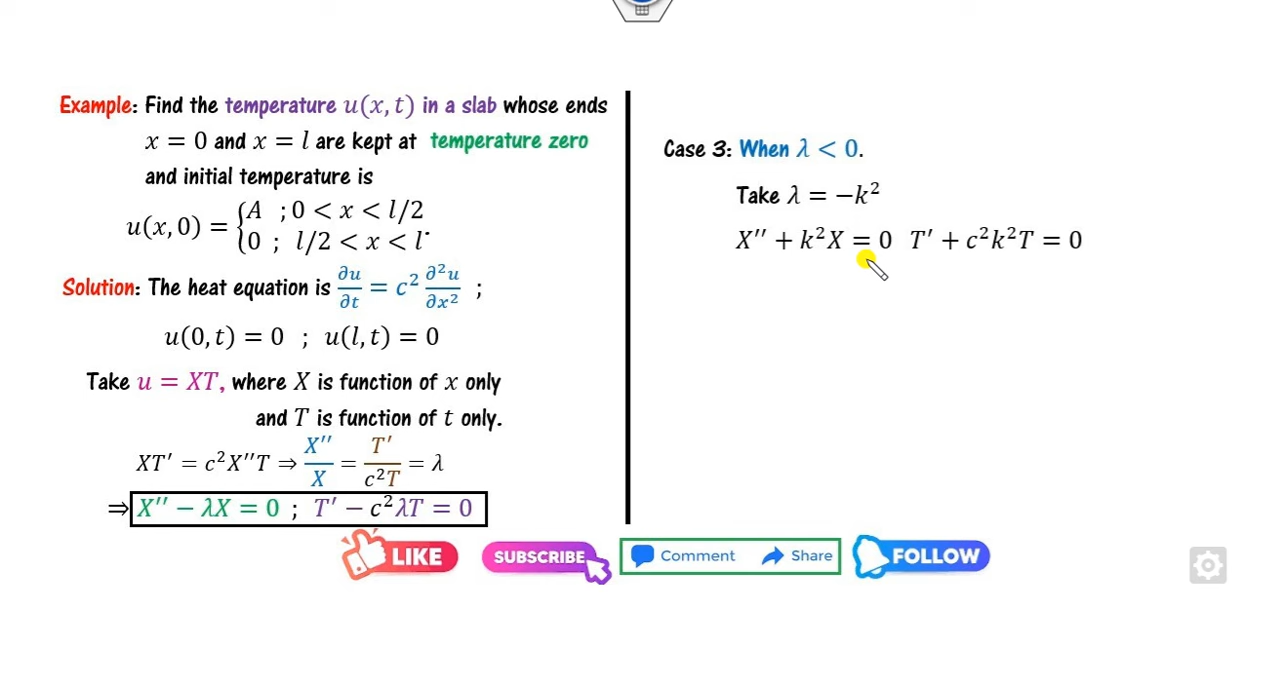 Example: Find the temperature u(x, t) in a slab whose ends
x = 0 and x = l are kept at temperature zero
and initial temperature is
u(x, 0) = {A ; 0 < x < l/2
0 ; l/2 < x < l .
Solution: The heat equation is ∂u/∂t = c² ∂²u/∂x² ;
u(0, t) = 0 ; u(l, t) = 0
Take u = XT, where X is function of x only
and T is function of t only.
XT′ = c²X′′T ⇒ X′′/X = T′/c²T = λ
⇒ X′′ − λX = 0 ; T′ − c²λT = 0
Case 3: When λ < 0.
Take λ = −k²
X′′ + k²X = 0 T′ + c²k²T = 0
LIKE
SUBSCRIBE
Comment
Share
FOLLOW